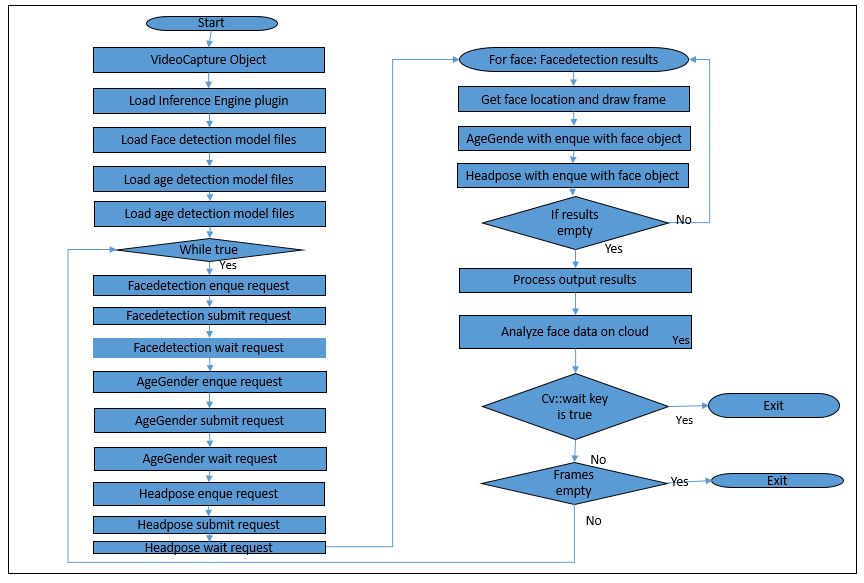 Start
VideoCapture Object
Load Inference Engine plugin
Load Face detection model files
Load age detection model files
Load age detection model files
While true
Yes
Facedetection enque request
Facedetection submit request
Facedetection wait request
AgeGender enque request
AgeGender submit request
AgeGender wait request
Headpose enque request
Headpose submit request
Headpose wait request
For face: Facedetection results
Get face location and draw frame
AgeGende with enque with face object
Headpose with enque with face object
If results
empty
No
Yes
Process output results
Analyze face data on cloud
Yes
Cv::wait key
is true
Yes
Exit
No
Frames
empty
Yes
Exit
No